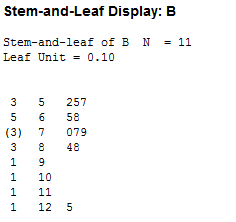 Stem-and-Leaf Display: B
Stem-and-leaf of B  N  = 11
Leaf Unit = 0.10
3    5   257
5    6   58
(3)  7   079
3    8   48
1    9
1    10
1    11
1    12  5